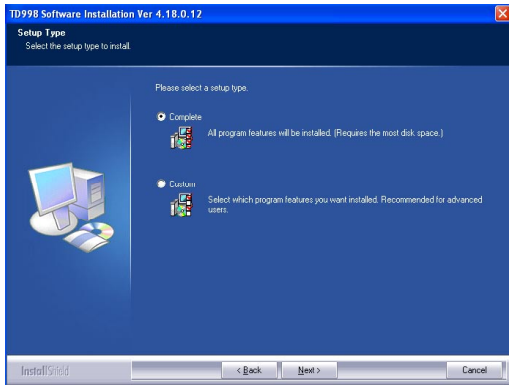 TD998 Software Installation Ver 4.18.0.12
Setup Type
Select the setup type to install.
Please select a setup type.
Complete
All program features will be installed. (Requires the most disk space.)
Custom
Select which program features you want installed. Recommended for advanced
users.
InstallShield
< Back
Next >
Cancel